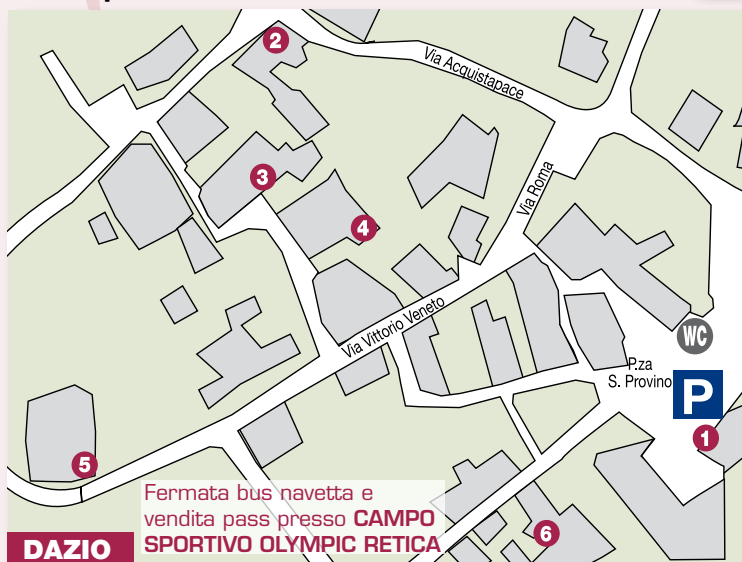 2
Via Acquistapace
3
Via Roma
4
Via Vittorio Veneto
WC
P.za
S. Provino
P
1
5
6
Fermata bus navetta e
vendita pass presso CAMPO
SPORTIVO OLYMPIC RETICA
DAZIO